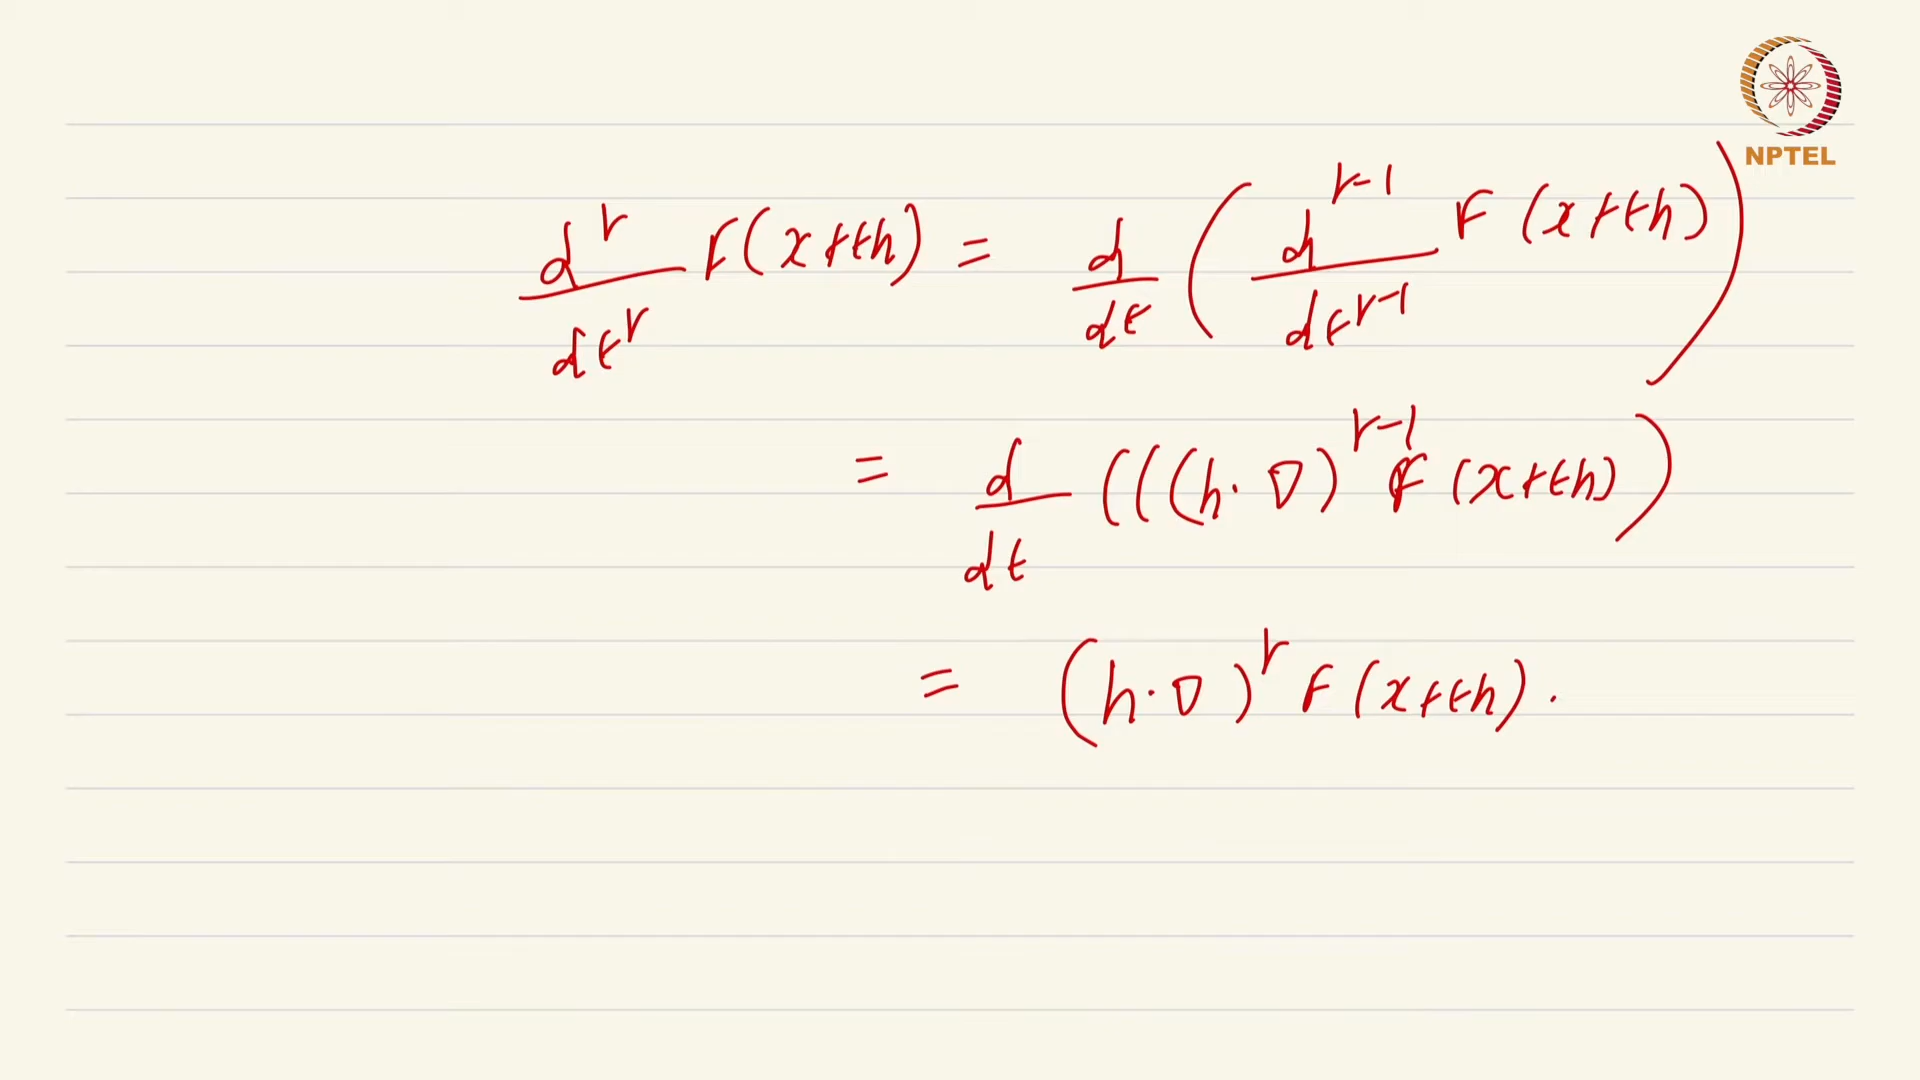 NPTEL
d^r/dt^r F(x+th) = d/dt ( d^{r-1}/dt^{r-1} F(x+th) )
= d/dt (((h·∇)^{r-1} F(x+th))
= (h·∇)^r F(x+th).